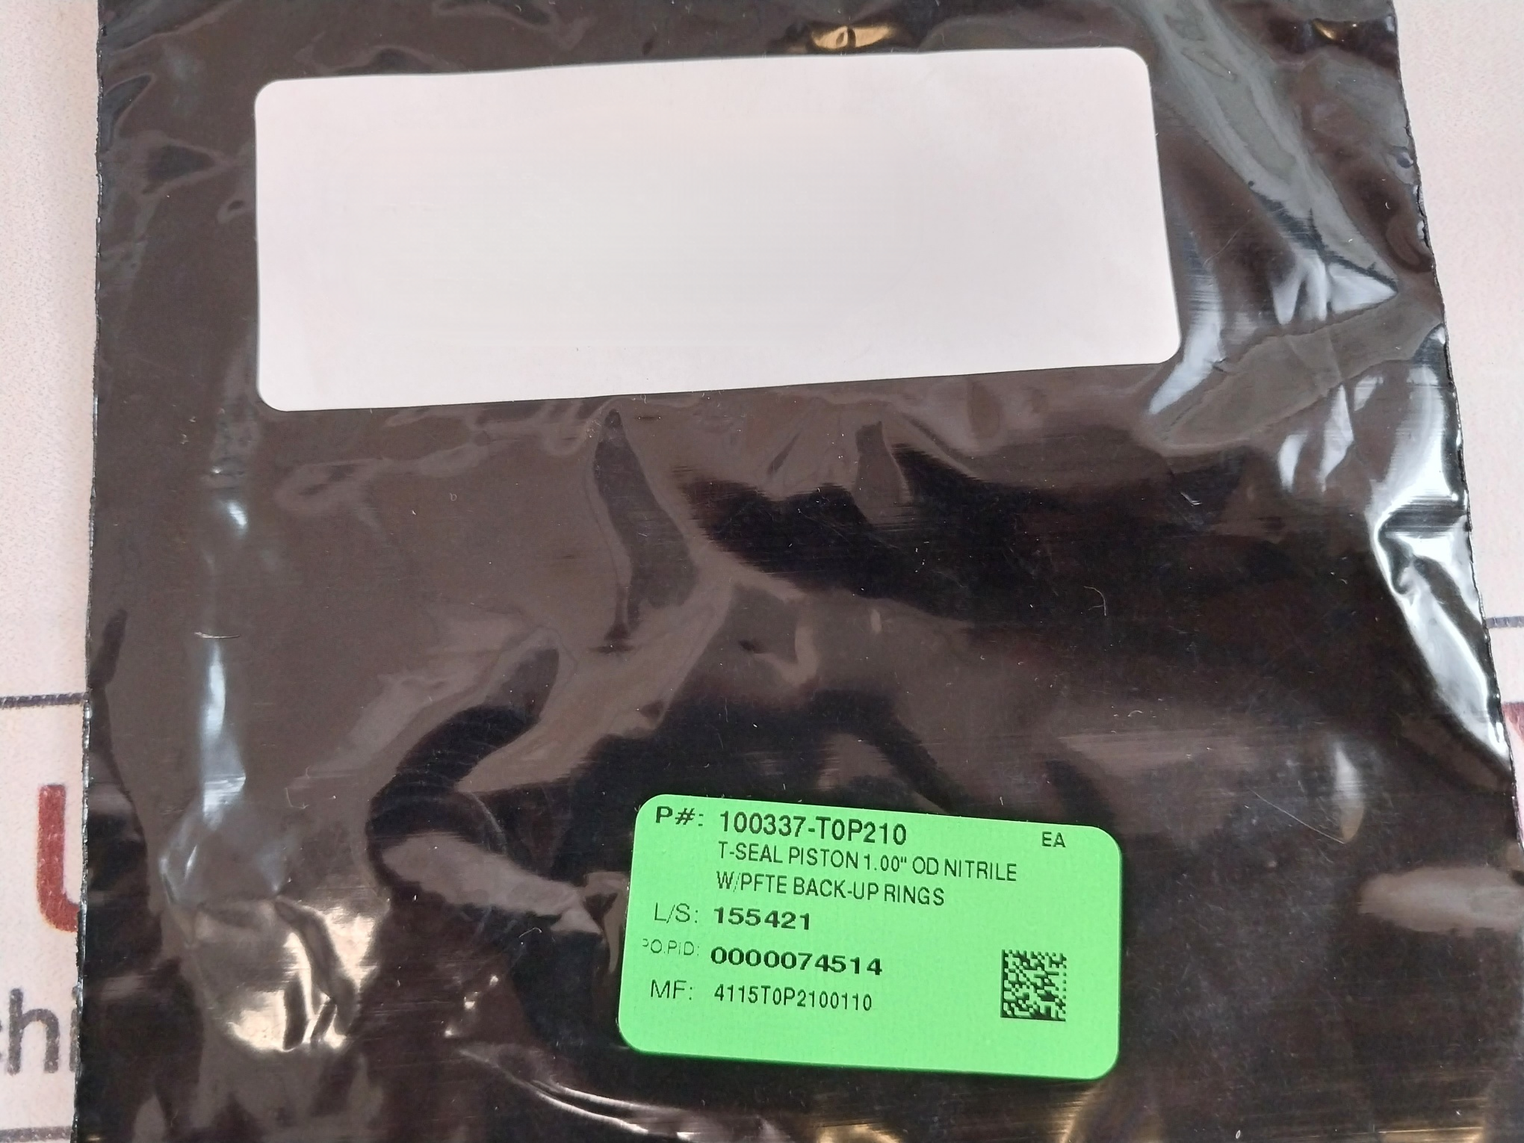 P#: 100337-T0P210 EA
T-SEAL PISTON 1.00" OD NITRILE
W/PFTE BACK-UP RINGS
L/S: 155421
PO.PID: 0000074514
MF: 4115T0P2100110